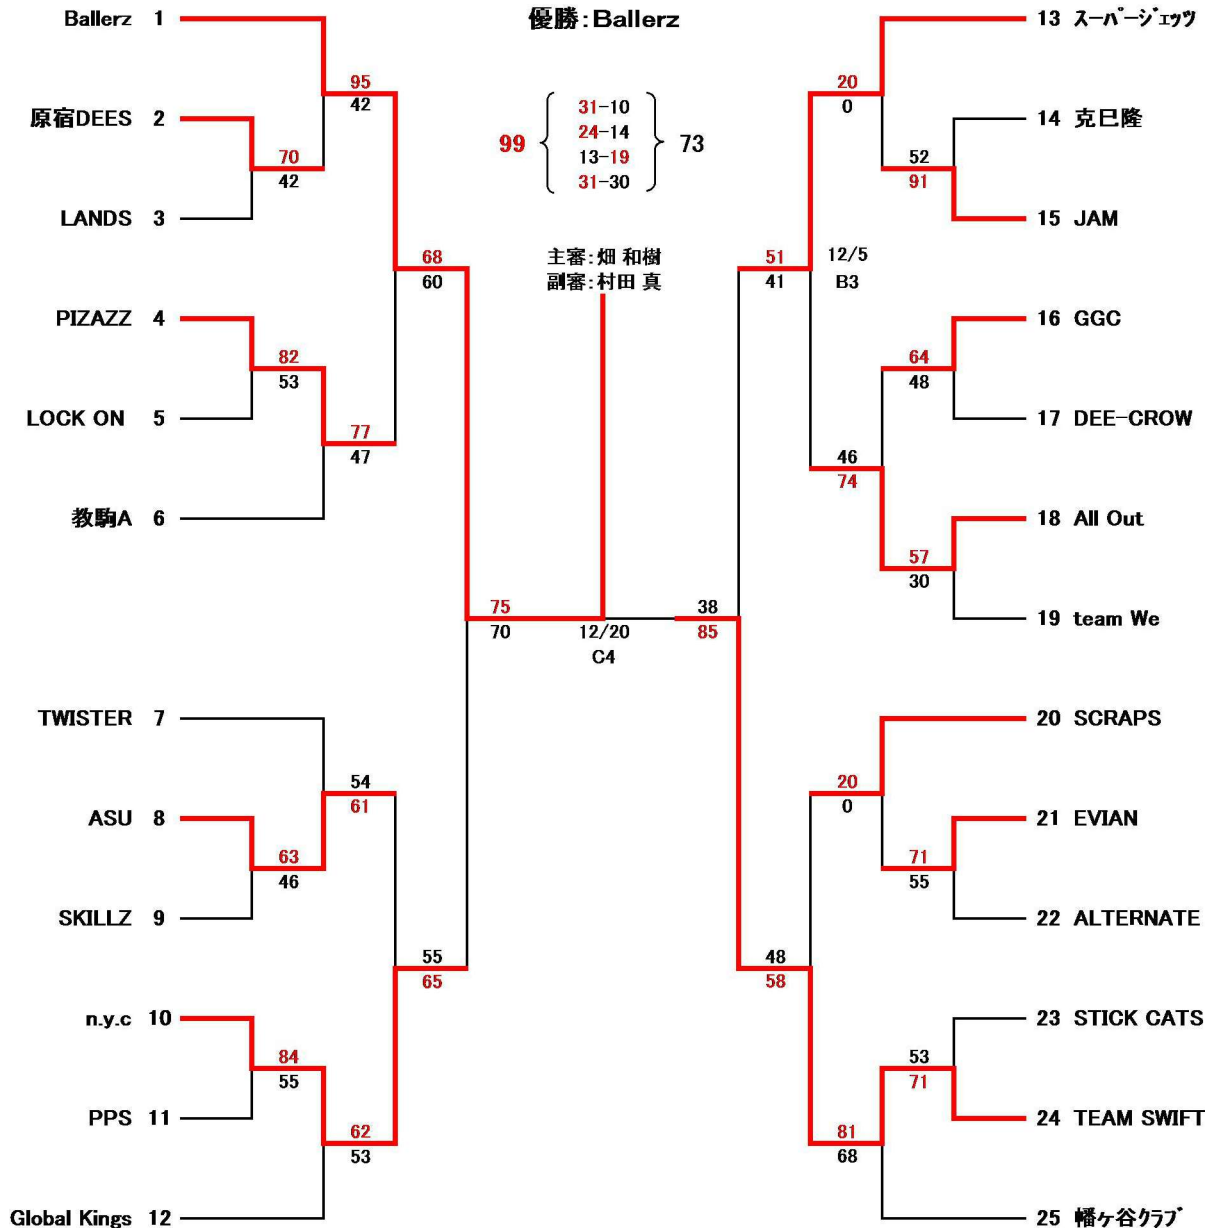 優勝:Ballerz
Ballerz 1
95
42
原宿DEES 2
70
42
LANDS 3
68
60
PIZAZZ 4
82
53
LOCK ON 5
77
47
教駒A 6
75
70
TWISTER 7
54
61
ASU 8
63
46
SKILLZ 9
55
65
n.y.c 10
84
55
PPS 11
62
53
Global Kings 12
99
31-10
24-14
13-19
31-30
73
主審:畑 和樹
副審:村田 真
12/20
C4
13 スーパージェッツ
20
0
14 克巳隆
52
91
15 JAM
51
41
12/5
B3
16 GGC
64
48
17 DEE-CROW
46
74
18 All Out
57
30
19 team We
38
85
20 SCRAPS
20
0
21 EVIAN
71
55
22 ALTERNATE
48
58
23 STICK CATS
53
71
24 TEAM SWIFT
81
68
25 幡ヶ谷クラブ